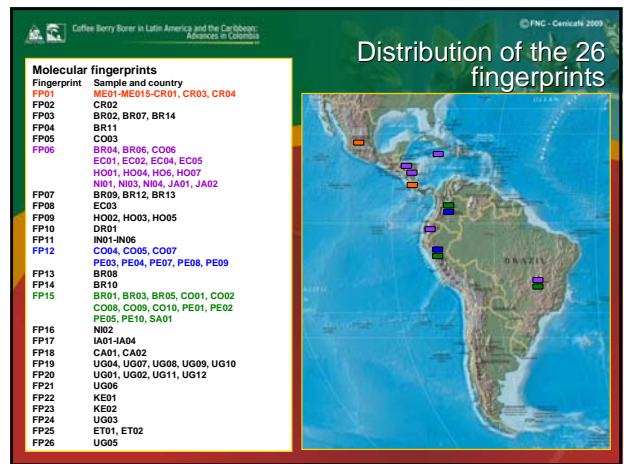 Coffee Berry Borer in Latin America and the Caribbean:
Advances in Colombia
© FNC - Cenicafé 2009
Distribution of the 26
fingerprints
Molecular fingerprints
Fingerprint Sample and country
FP01 ME01-ME015-CR01, CR03, CR04
FP02 CR02
FP03 BR02, BR07, BR14
FP04 BR11
FP05 CO03
FP06 BR04, BR06, CO06
EC01, EC02, EC04, EC05
HO01, HO04, HO6, HO07
NI01, NI03, NI04, JA01, JA02
FP07 BR09, BR12, BR13
FP08 EC03
FP09 HO02, HO03, HO05
FP10 DR01
FP11 IN01-IN06
FP12 CO04, CO05, CO07
PE03, PE04, PE07, PE08, PE09
FP13 BR08
FP14 BR10
FP15 BR01, BR03, BR05, CO01, CO02
CO08, CO09, CO10, PE01, PE02
PE05, PE10, SA01
FP16 NI02
FP17 IA01-IA04
FP18 CA01, CA02
FP19 UG04, UG07, UG08, UG09, UG10
FP20 UG01, UG02, UG11, UG12
FP21 UG06
FP22 KE01
FP23 KE02
FP24 UG03
FP25 ET01, ET02
FP26 UG05
BRAZIL